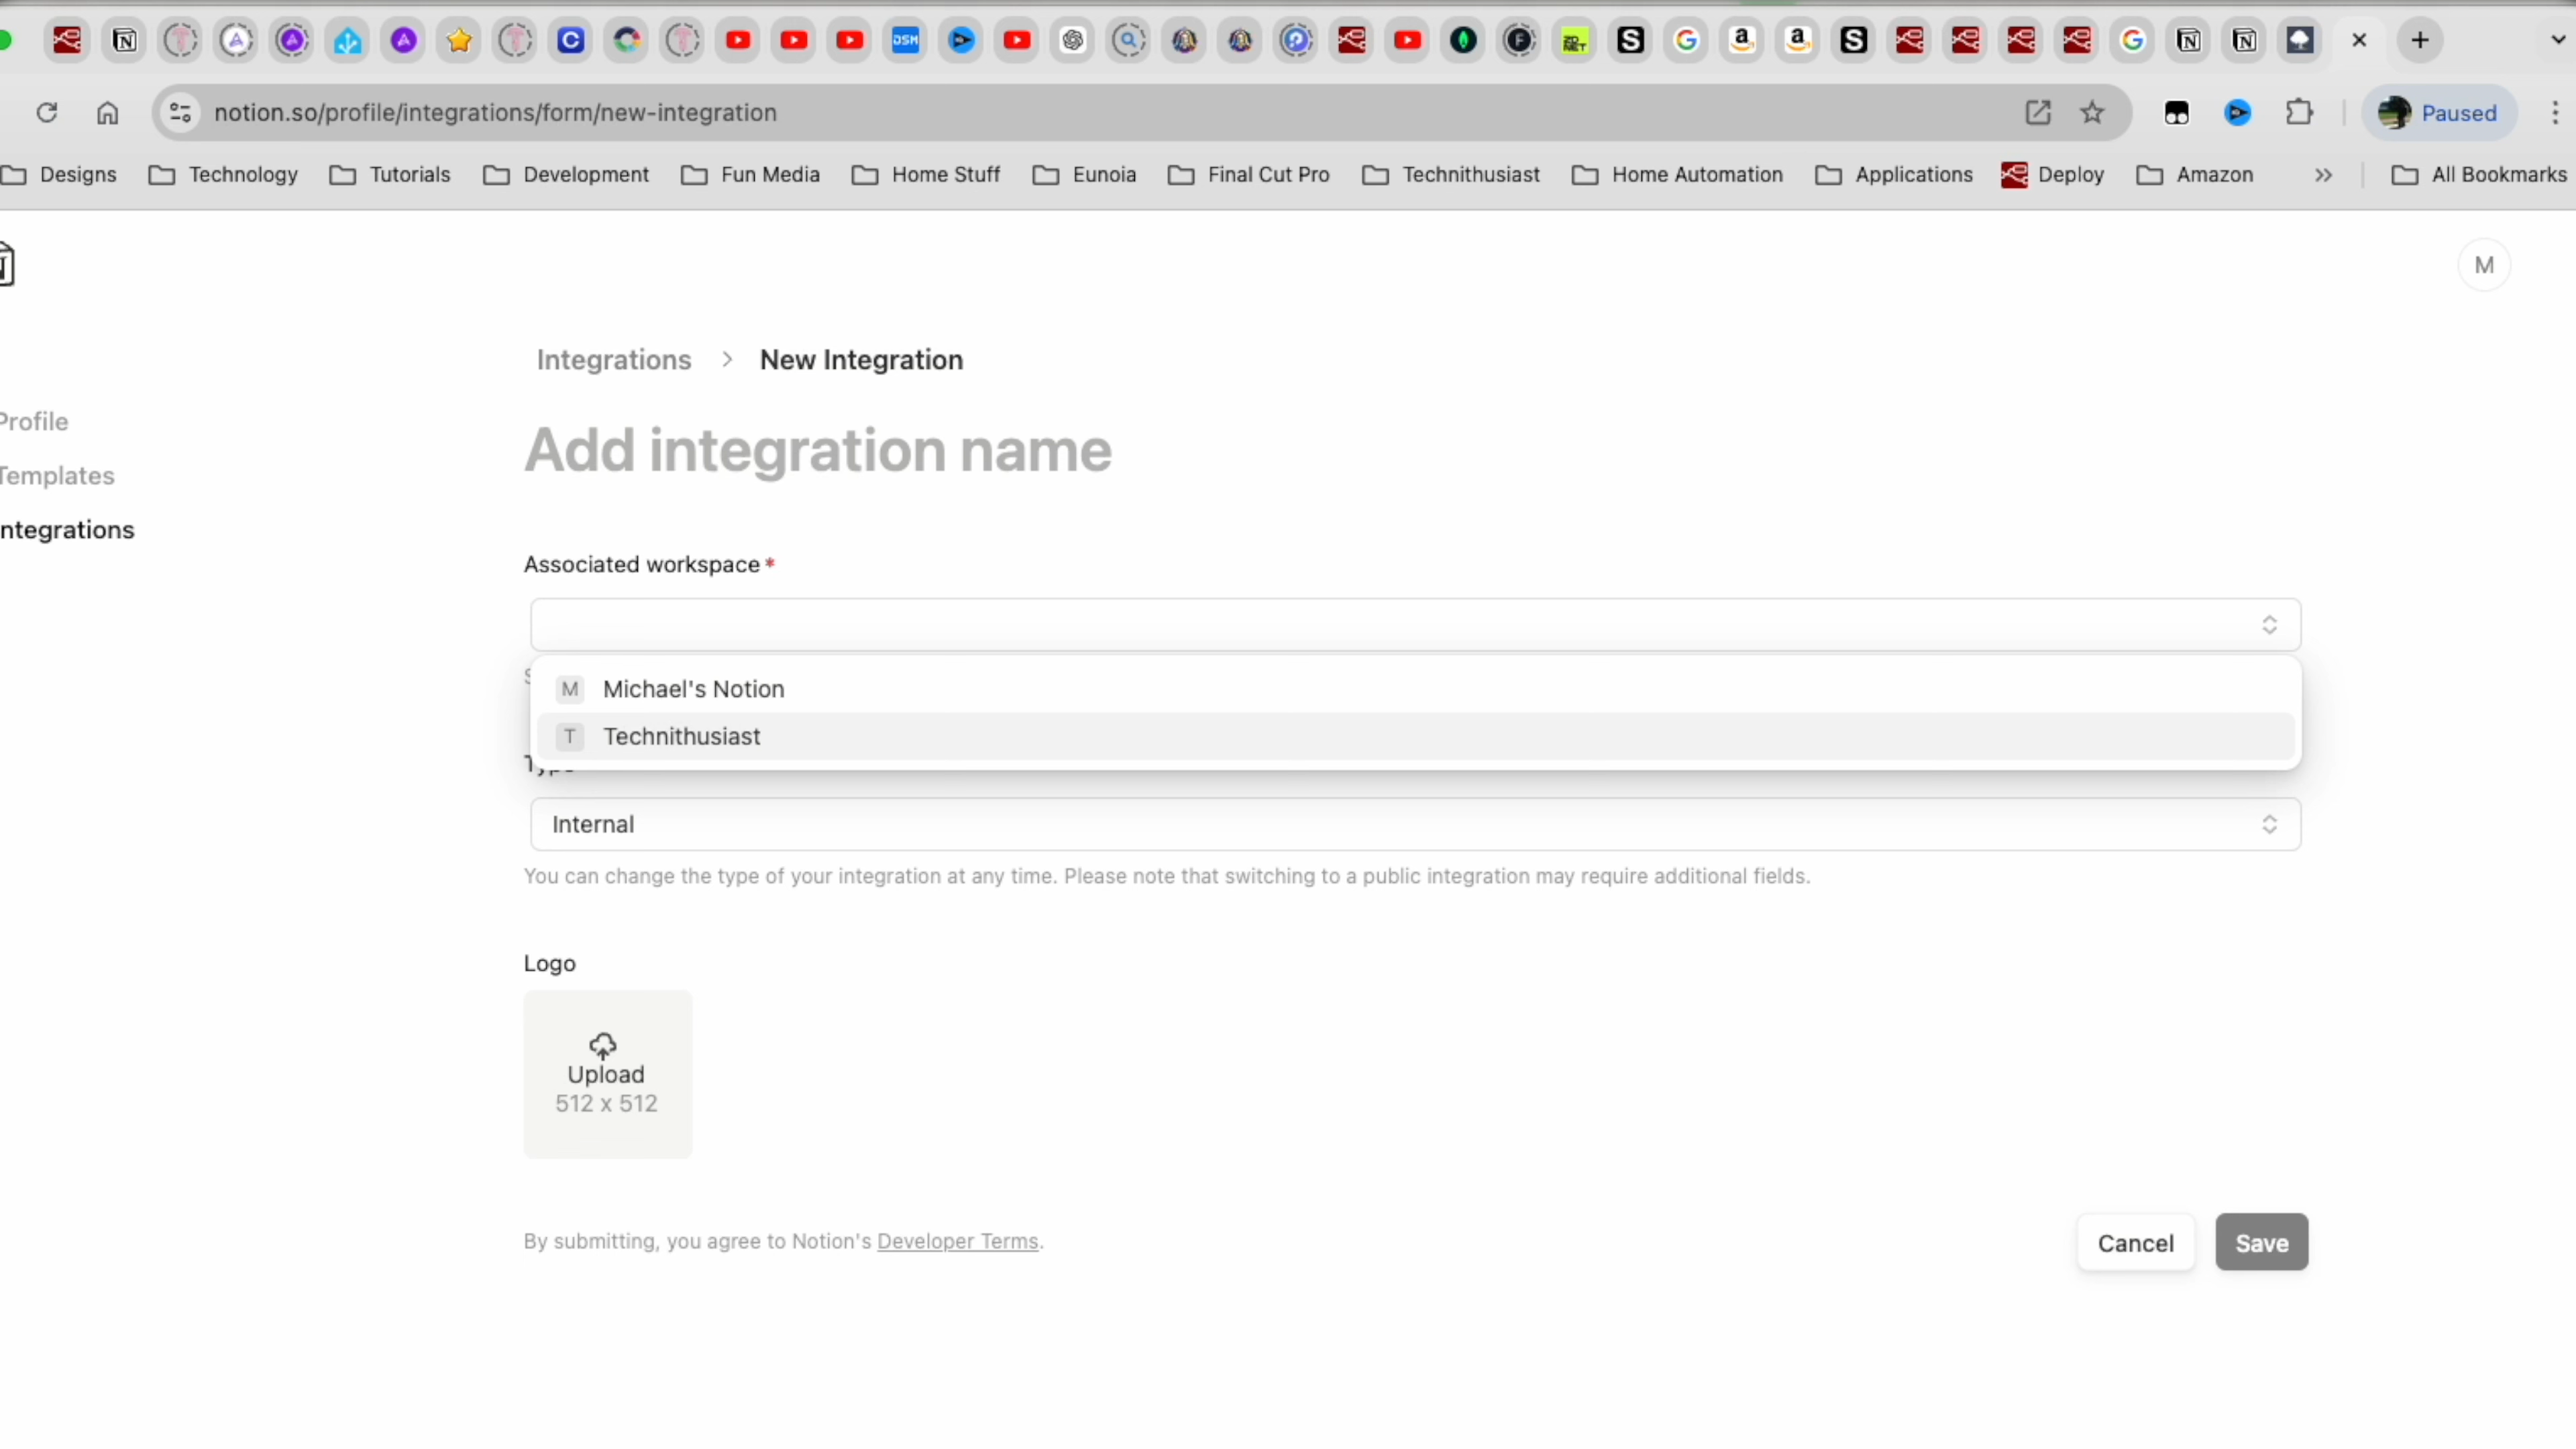 notion.so/profile/integrations/form/new-integration
Paused
Designs
Technology
Tutorials
Development
Fun Media
Home Stuff
Eunoia
Final Cut Pro
Technithusiast
Home Automation
Applications
Deploy
Amazon
All Bookmarks
M
Integrations > New Integration
Profile
Templates
ntegrations
Add integration name
Associated workspace*
M Michael's Notion
T Technithusiast
Type
Internal
You can change the type of your integration at any time. Please note that switching to a public integration may require additional fields.
Logo
Upload
512 x 512
By submitting, you agree to Notion's Developer Terms.
Cancel
Save